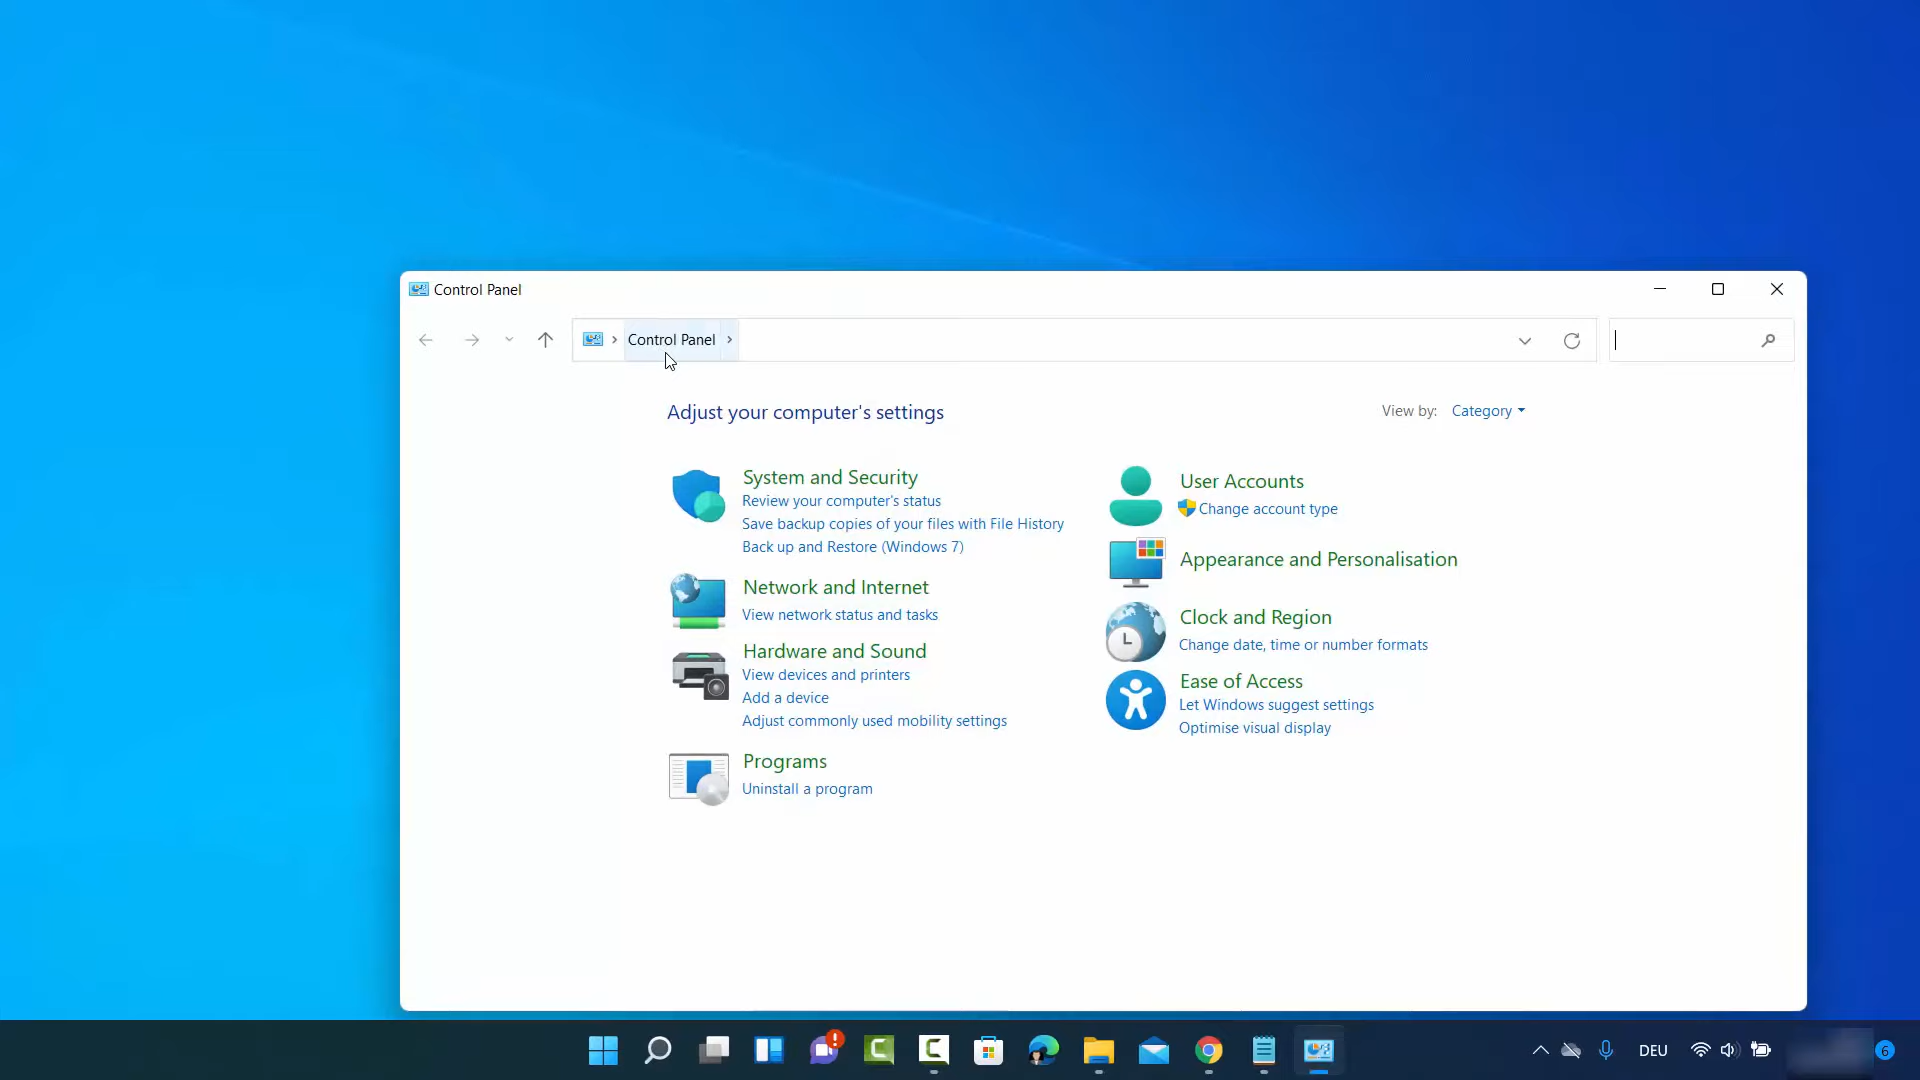 Control Panel
Control Panel
Adjust your computer's settings
View by: Category
System and Security
Review your computer's status
Save backup copies of your files with File History
Back up and Restore (Windows 7)
Network and Internet
View network status and tasks
Hardware and Sound
View devices and printers
Add a device
Adjust commonly used mobility settings
Programs
Uninstall a program
User Accounts
Change account type
Appearance and Personalisation
Clock and Region
Change date, time or number formats
Ease of Access
Let Windows suggest settings
Optimise visual display
DEU
6